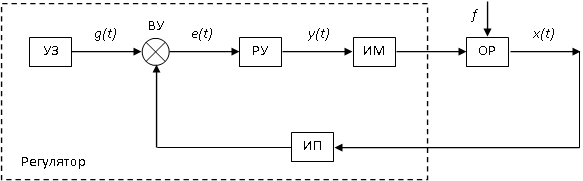 f
ВУ
g(t)
e(t)
y(t)
x(t)
УЗ
РУ
ИМ
ОР
ИП
Регулятор